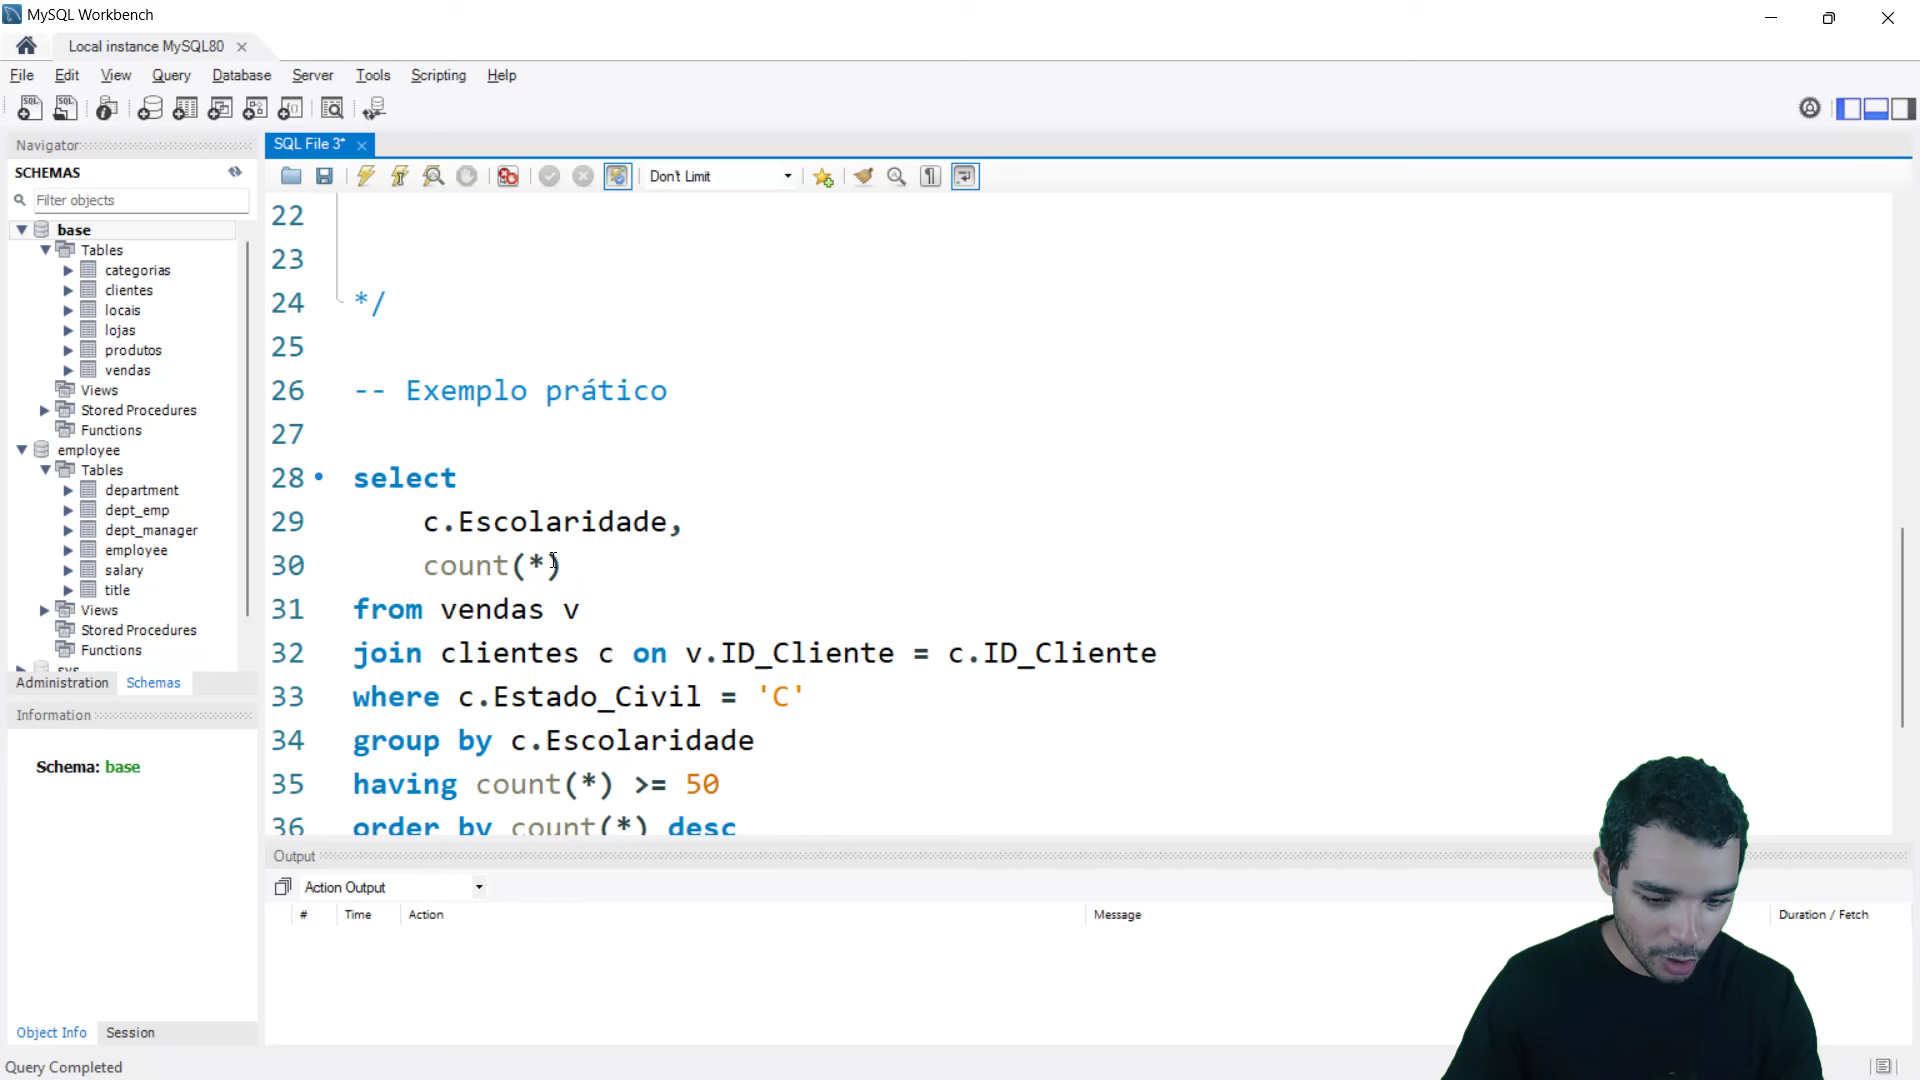 MySQL Workbench
Local instance MySQL80
File Edit View Query Database Server Tools Scripting Help
Navigator
SCHEMAS
Filter objects
base
Tables
categorias
clientes
locais
lojas
produtos
vendas
Views
Stored Procedures
Functions
employee
Tables
department
dept_emp
dept_manager
employee
salary
title
Views
Stored Procedures
Functions
sys
Administration Schemas
Information
Schema: base
Object Info Session
Query Completed
SQL File 3*
Don't Limit
22
23
24 */
25
26 -- Exemplo prático
27
28 select
29 c.Escolaridade,
30 count(*)
31 from vendas v
32 join clientes c on v.ID_Cliente = c.ID_Cliente
33 where c.Estado_Civil = 'C'
34 group by c.Escolaridade
35 having count(*) >= 50
36 order by count(*) desc
Output
Action Output
# Time Action Message Duration / Fetch